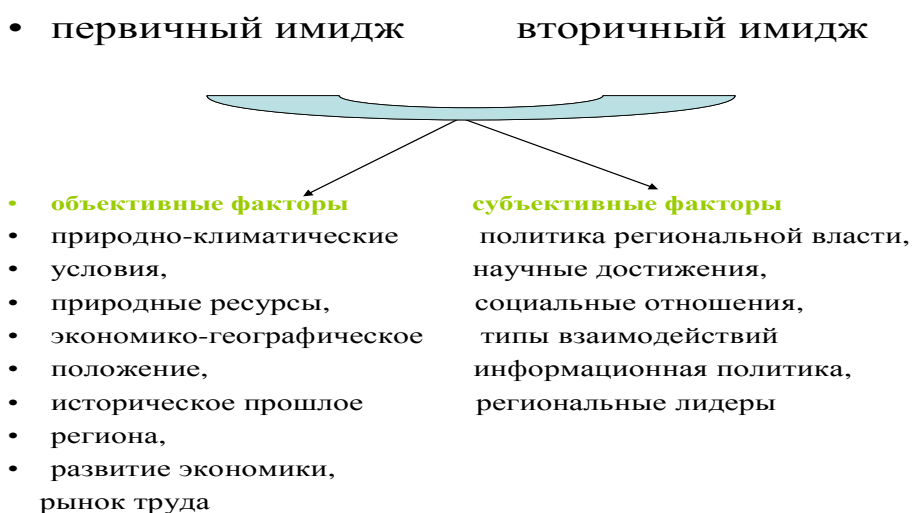 • первичный имидж вторичный имидж
• объективные факторы субъективные факторы
• природно-климатические политика региональной власти,
• условия, научные достижения,
• природные ресурсы, социальные отношения,
• экономико-географическое типы взаимодействий
• положение, информационная политика,
• историческое прошлое региональные лидеры
• региона,
• развитие экономики,
рынок труда